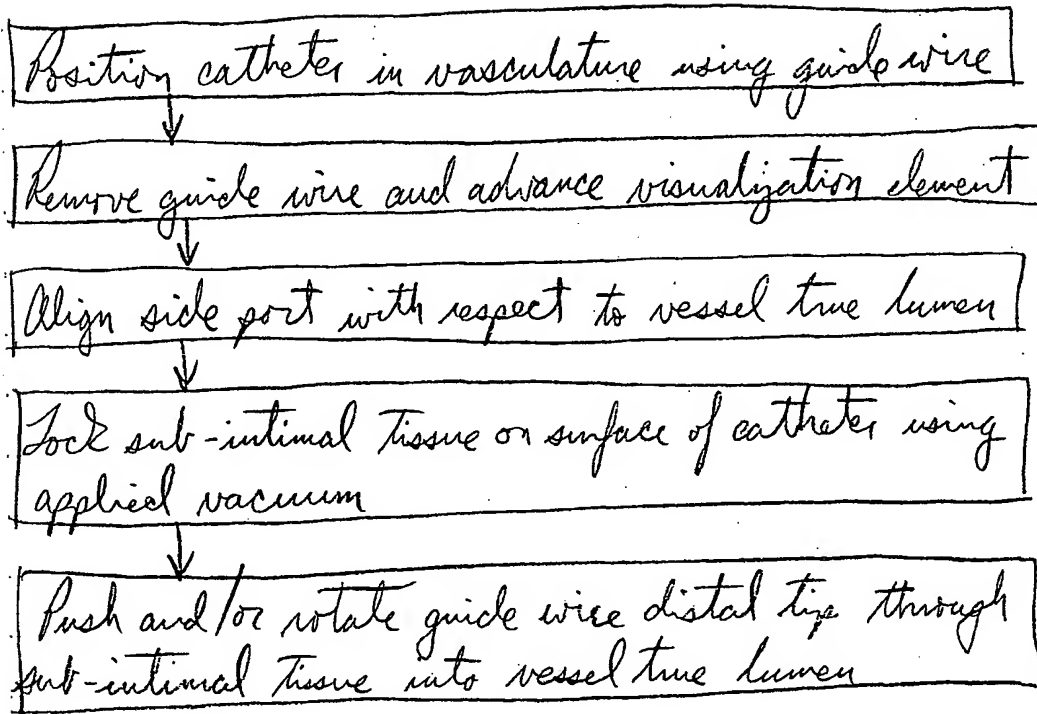 Position catheter in vasculature using guide wire
Remove guide wire and advance visualization element
Align side port with respect to vessel true lumen
Lock sub-intimal tissue on surface of catheter using
applied vacuum
Push and/or rotate guide wire distal tip through
sub-intimal tissue into vessel true lumen